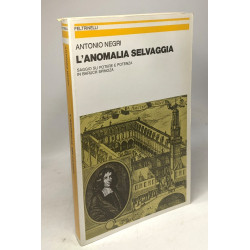 FELTRINELLI
ANTONIO NEGRI
L'ANOMALIA SELVAGGIA
SAGGIO SU POTERE E POTENZA
IN BARUCH SPINOZA